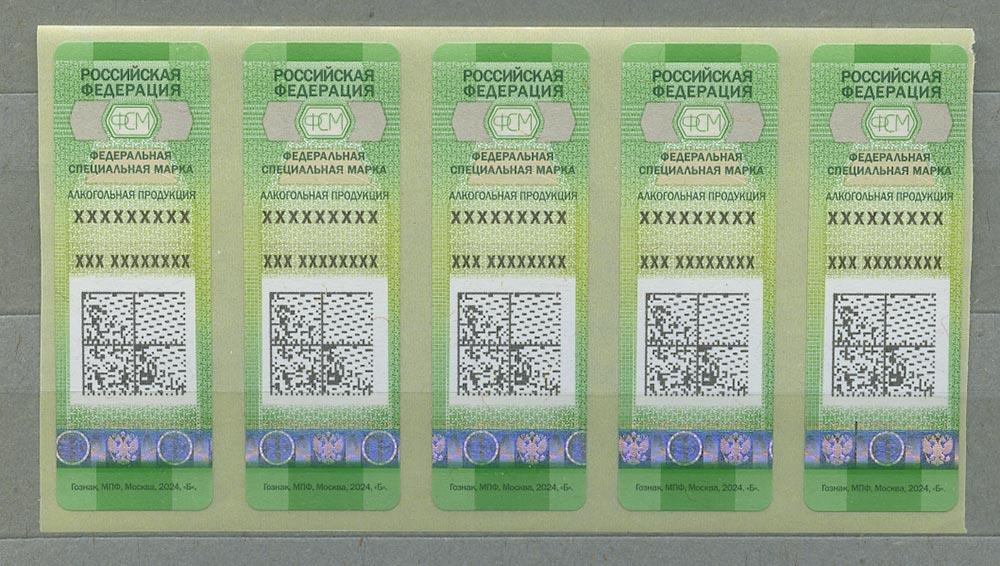 РОССИЙСКАЯ
ФЕДЕРАЦИЯ
ФСМ
ФЕДЕРАЛЬНАЯ
СПЕЦИАЛЬНАЯ МАРКА
АЛКОГОЛЬНАЯ ПРОДУКЦИЯ
XXXXXXXXX
XXX XXXXXXXX
Гознак, МПФ, Москва, 2024, «Б».
РОССИЙСКАЯ
ФЕДЕРАЦИЯ
ФСМ
ФЕДЕРАЛЬНАЯ
СПЕЦИАЛЬНАЯ МАРКА
АЛКОГОЛЬНАЯ ПРОДУКЦИЯ
XXXXXXXXX
XXX XXXXXXXX
Гознак, МПФ, Москва, 2024, «Б».
РОССИЙСКАЯ
ФЕДЕРАЦИЯ
ФСМ
ФЕДЕРАЛЬНАЯ
СПЕЦИАЛЬНАЯ МАРКА
АЛКОГОЛЬНАЯ ПРОДУКЦИЯ
XXXXXXXXX
XXX XXXXXXXX
Гознак, МПФ, Москва, 2024, «Б».
РОССИЙСКАЯ
ФЕДЕРАЦИЯ
ФСМ
ФЕДЕРАЛЬНАЯ
СПЕЦИАЛЬНАЯ МАРКА
АЛКОГОЛЬНАЯ ПРОДУКЦИЯ
XXXXXXXXX
XXX XXXXXXXX
Гознак, МПФ, Москва, 2024, «Б».
РОССИЙСКАЯ
ФЕДЕРАЦИЯ
ФСМ
ФЕДЕРАЛЬНАЯ
СПЕЦИАЛЬНАЯ МАРКА
АЛКОГОЛЬНАЯ ПРОДУКЦИЯ
XXXXXXXXX
XXX XXXXXXXX
Гознак, МПФ, Москва, 2024, «Б».